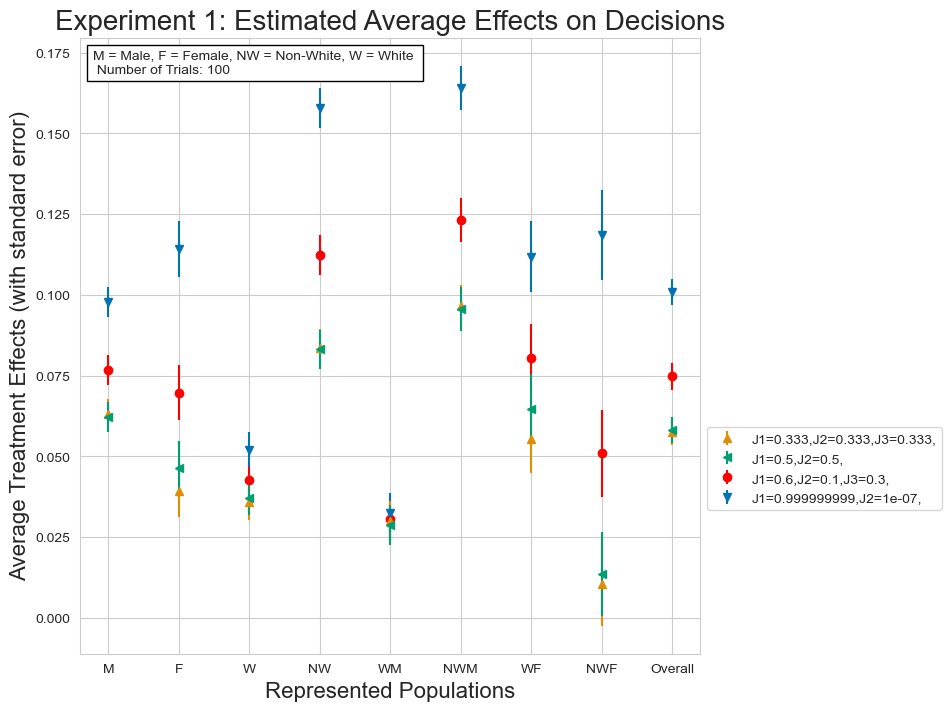 Experiment 1: Estimated Average Effects on Decisions
M = Male, F = Female, NW = Non-White, W = White
Number of Trials: 100
Average Treatment Effects (with standard error)
0.175
0.150
0.125
0.100
0.075
0.050
0.025
0.000
M F W NW WM NWM WF NWF Overall
Represented Populations
J1=0.333,J2=0.333,J3=0.333,
J1=0.5,J2=0.5,
J1=0.6,J2=0.1,J3=0.3,
J1=0.999999999,J2=1e-07,